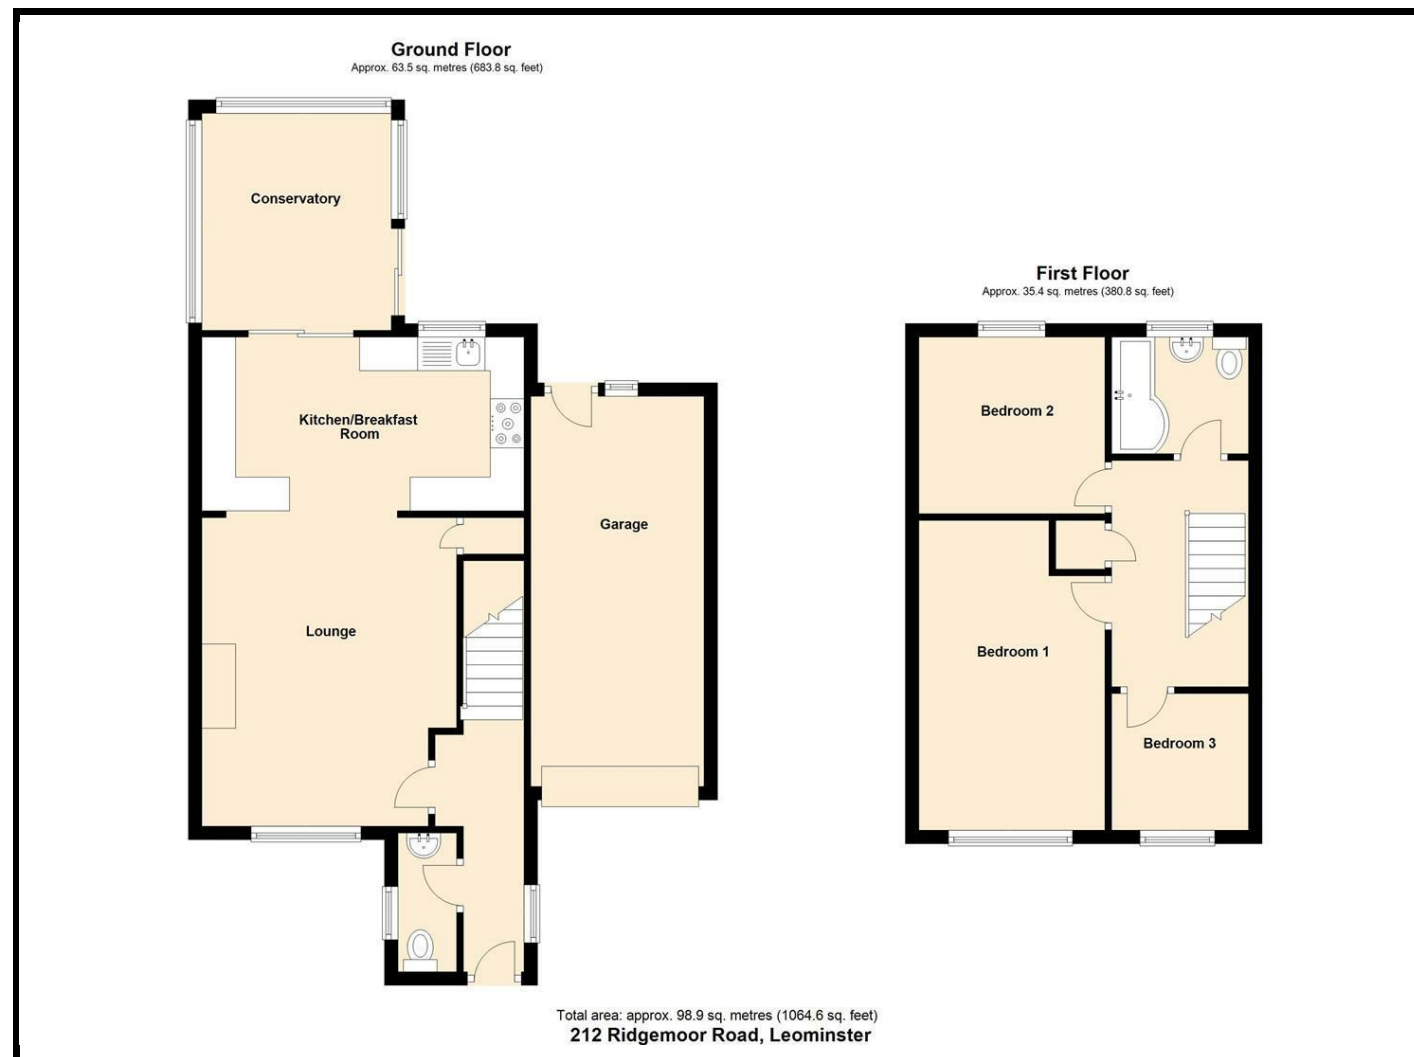 Ground Floor
Approx. 63.5 sq. metres (683.8 sq. feet)
Conservatory
Kitchen/Breakfast
Room
Garage
Lounge
First Floor
Approx. 35.4 sq. metres (380.8 sq. feet)
Bedroom 2
Bedroom 1
Bedroom 3
Total area: approx. 98.9 sq. metres (1064.6 sq. feet)
212 Ridgemoor Road, Leominster